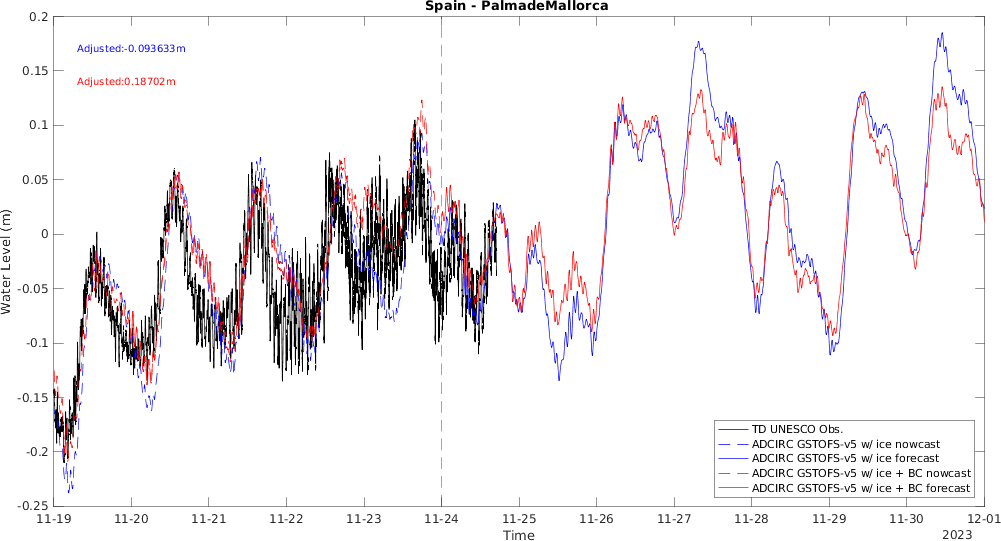 Spain - PalmadeMallorca
0.2
0.15
0.1
0.05
0
-0.05
-0.1
-0.15
-0.2
-0.25
Water Level (m)
Adjusted:-0.093633m
Adjusted:0.18702m
TD UNESCO Obs.
ADCIRC GSTOFS-v5 w/ ice nowcast
ADCIRC GSTOFS-v5 w/ ice forecast
ADCIRC GSTOFS-v5 w/ ice + BC nowcast
ADCIRC GSTOFS-v5 w/ ice + BC forecast
11-19 11-20 11-21 11-22 11-23 11-24 11-25 11-26 11-27 11-28 11-29 11-30 12-01
Time
2023